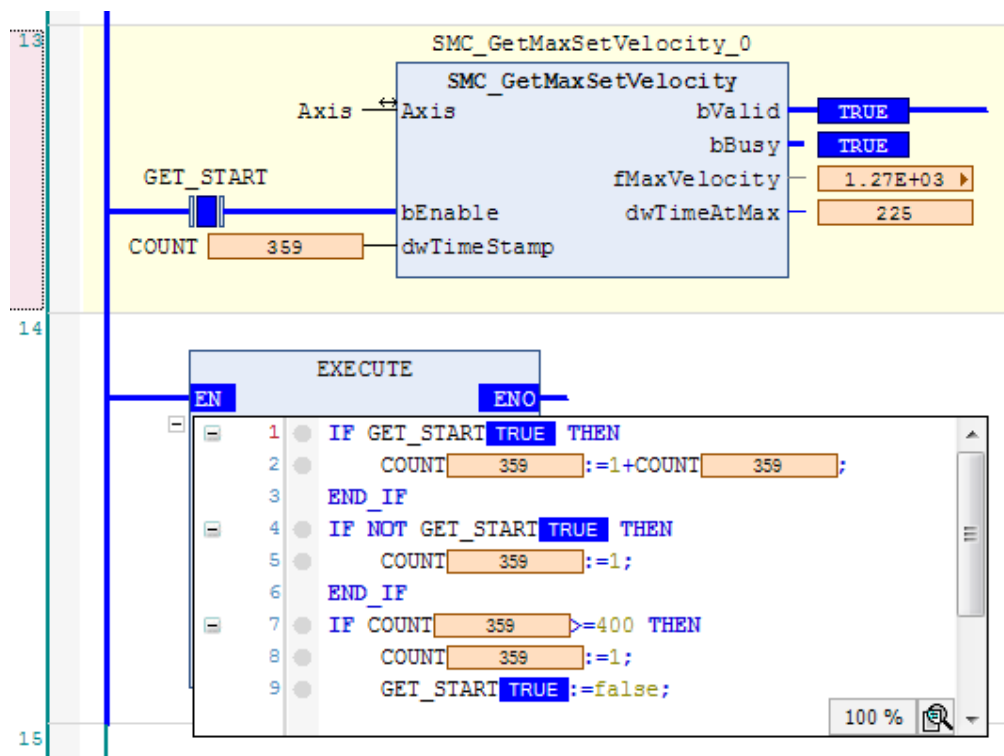 13
SMC_GetMaxSetVelocity_0
SMC_GetMaxSetVelocity
Axis Axis bValid TRUE
bBusy TRUE
GET_START fMaxVelocity 1.27E+03
bEnable dwTimeAtMax 225
COUNT 359 dwTimeStamp
14
EXECUTE
EN ENO
1 IF GET_START TRUE THEN
2 COUNT 359 :=1+COUNT 359 ;
3 END_IF
4 IF NOT GET_START TRUE THEN
5 COUNT 359 :=1;
6 END_IF
7 IF COUNT 359 >=400 THEN
8 COUNT 359 :=1;
9 GET_START TRUE :=false;
100 %
15